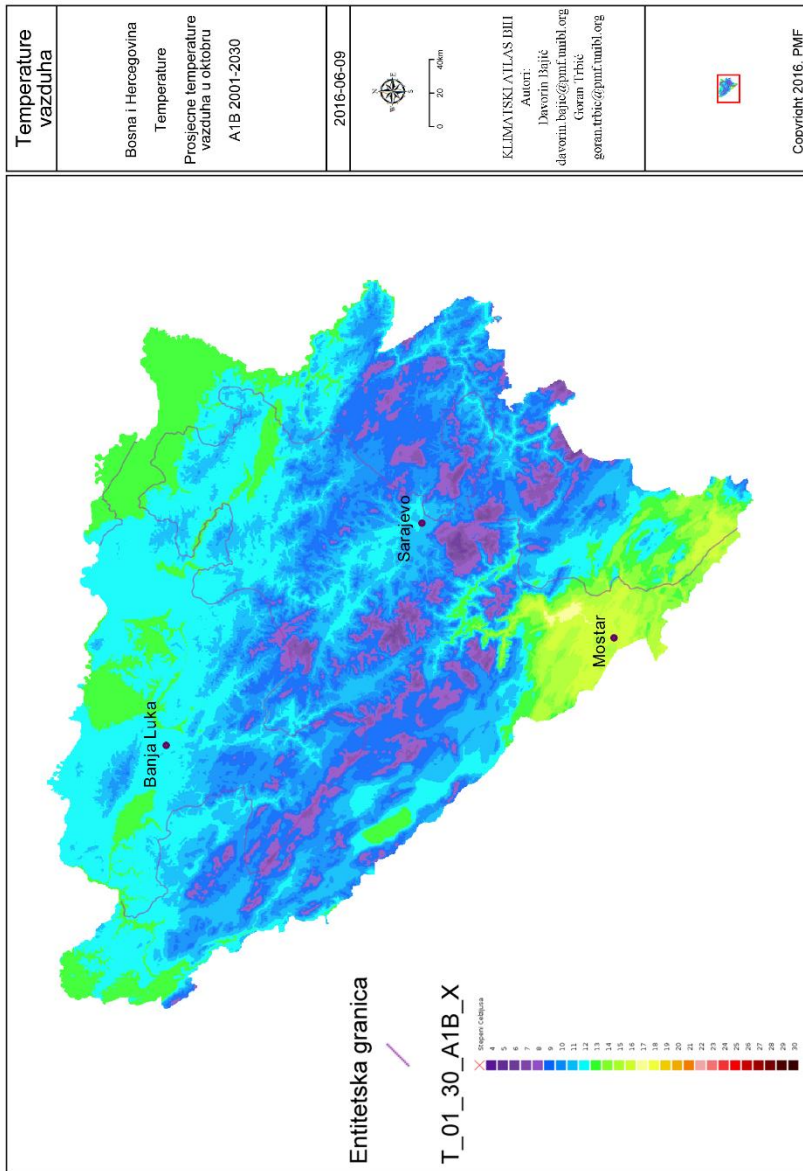 Temperature
vazduha
Bosna i Hercegovina
Temperature
Prosjecne temperature
vazduha u oktobru
A1B 2001-2030
2016-06-09
N
W E
S
0 20 40km
KLIMATSKI ATLAS BIH
Autori:
Davorin Bajić
davorin.bajic@pmf.unibl.org
Goran Trbić
goran.trbic@pmf.unibl.org
Copyright 2016, PMF
Banja Luka
Sarajevo
Mostar
Entitetska granica
T_01_30_A1B_X
Stepeni Celzijusa
4
5
6
7
8
9
10
11
12
13
14
15
16
17
18
19
20
21
22
23
24
25
26
27
28
29
30